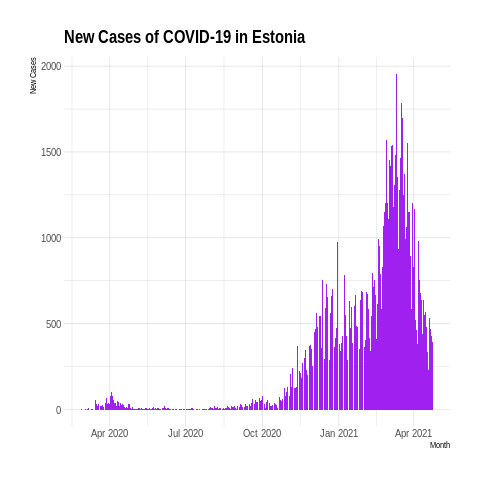 New Cases of COVID-19 in Estonia
New Cases
2000
1500
1000
500
0
Apr 2020 Jul 2020 Oct 2020 Jan 2021 Apr 2021
Month